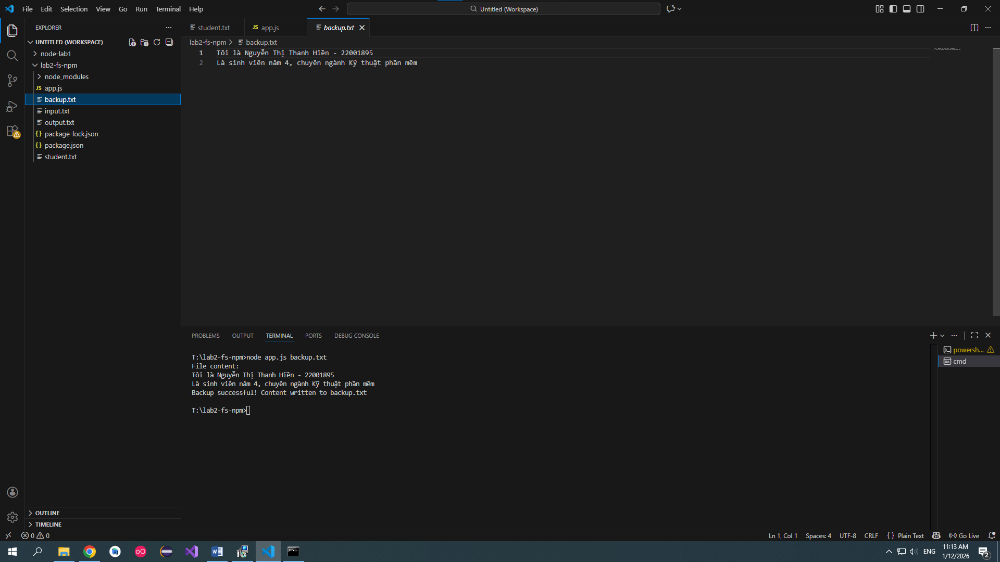 File Edit Selection View Go Run Terminal Help
Untitled (Workspace)
EXPLORER
UNTITLED (WORKSPACE)
node-lab1
lab2-fs-npm
node_modules
JS app.js
backup.txt
input.txt
output.txt
{} package-lock.json
{} package.json
student.txt
OUTLINE
TIMELINE
student.txt
JS app.js
backup.txt
lab2-fs-npm > backup.txt
1 Tôi là Nguyễn Thị Thanh Hiền - 22001895
2 Là sinh viên năm 4, chuyên ngành Kỹ thuật phần mềm
PROBLEMS OUTPUT TERMINAL PORTS DEBUG CONSOLE
T:\lab2-fs-npm>node app.js backup.txt
File content:
Tôi là Nguyễn Thị Thanh Hiền - 22001895
Là sinh viên năm 4, chuyên ngành Kỹ thuật phần mềm
Backup successful! Content written to backup.txt
T:\lab2-fs-npm>
powersh...
cmd
0 0
Ln 1, Col 1 Spaces: 4 UTF-8 CRLF {} Plain Text Go Live
ENG
11:13 AM
1/12/2026
2